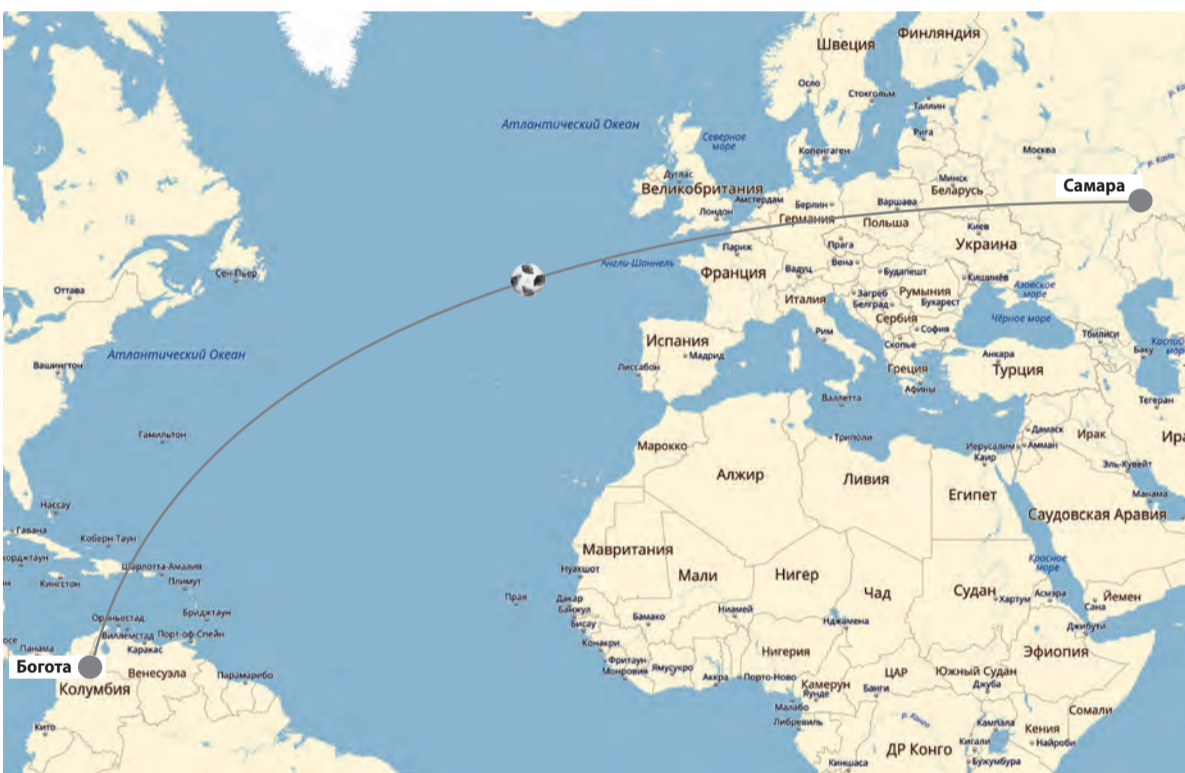 Финляндия
Швеция
Осло
Стокгольм
Таллин
Атлантический Океан
Северное
море
Рига
Копенгаген
Москва
Дуглас
Великобритания
Минск
Беларусь
Самара
Амстердам
Берлин
Варшава
Лондон
Германия
Польша
Киев
Париж
Прага
Украина
Англи-Шаннель
Вена
Франция
Вадуц
Будапешт
Кишинёв
Сен-Пьер
Оттава
Италия
Загреб
Румыния
Азовское
море
Белград
Бухарест
Сербия
Чёрное море
София
Рим
Скопье
Тбилиси
Испания
Мадрид
Баку
Атлантический Океан
Анкара
Вашингтон
Лиссабон
Греция
Турция
Афины
Валлетта
Тегеран
Гамильтон
Триполи
Дамаск
Ирак
Марокко
Иерусалим
Амман
Каир
Эль-Кувейт
Алжир
Ливия
Египет
Манама
Нассау
Саудовская Аравия
Гавана
Коберн-Таун
Мавритания
Красное
море
Шарлотта-Амалия
Нуакшот
Мали
Нигер
Кингстон
Плимут
Чад
Судан
Хартум
Асмэра
Йемен
Прая
Дакар
Сана
Банжул
Ниамей
Ораньестад
Бриджтаун
Бисау
Бамако
Нджамена
Джибути
Виллемстад
Порт-оф-Спейн
Конакри
Панама
Каракас
Нигерия
Эфиопия
Богота
Фритаун
Ямусукро
Венесуэла
Парамарибо
Монровия
Аккра
Порто-Ново
ЦАР
Южный Судан
Колумбия
Камерун
Яунде
Банги
Джуба
Малабо
Сомали
Кито
Либревиль
р. Конго
Кампала
Кения
Кигали
Найроби
ДР Конго
Киншаса
Бужумбура